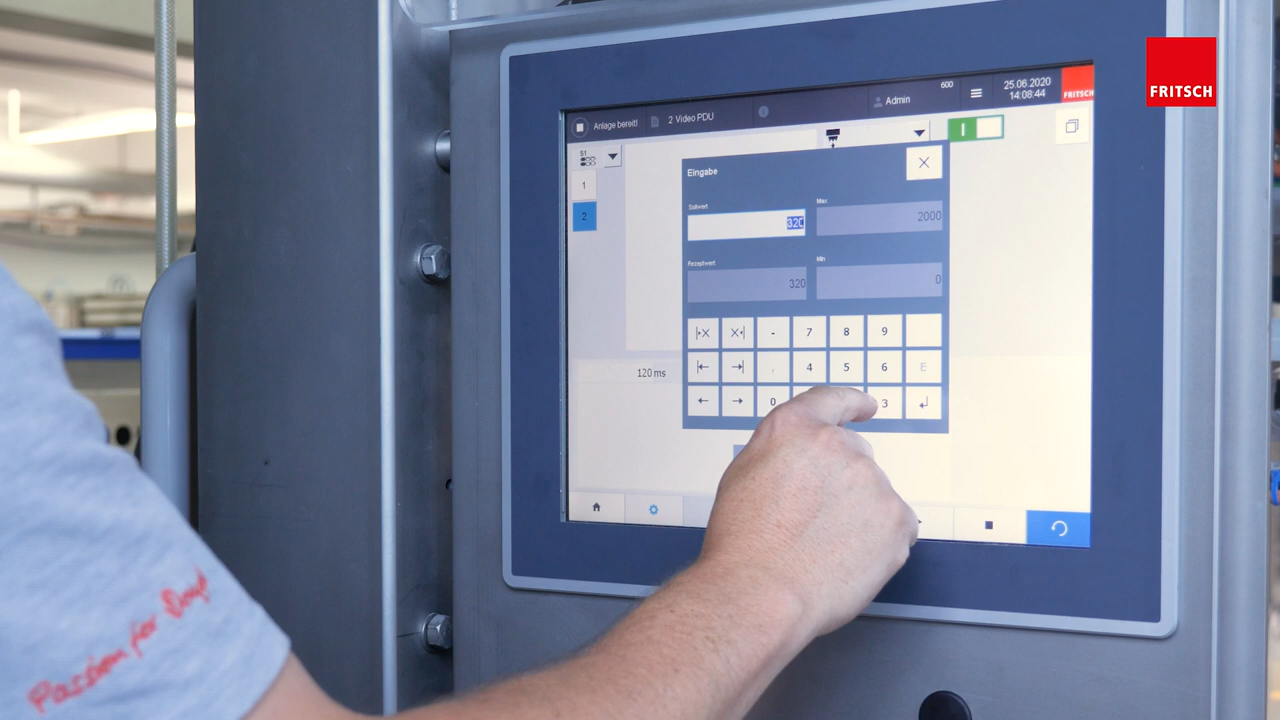 FRITSCH
Anlage bereit!
2 Video PDU
Admin
600
25.06.2020
14:08:44
FRITSCH
S1
1
2
Eingabe
Sollwert
Max
320
2000
Rezeptwert
Min
320
0
- 7 8 9
, 4 5 6 E
0 3
120 ms
Passion for